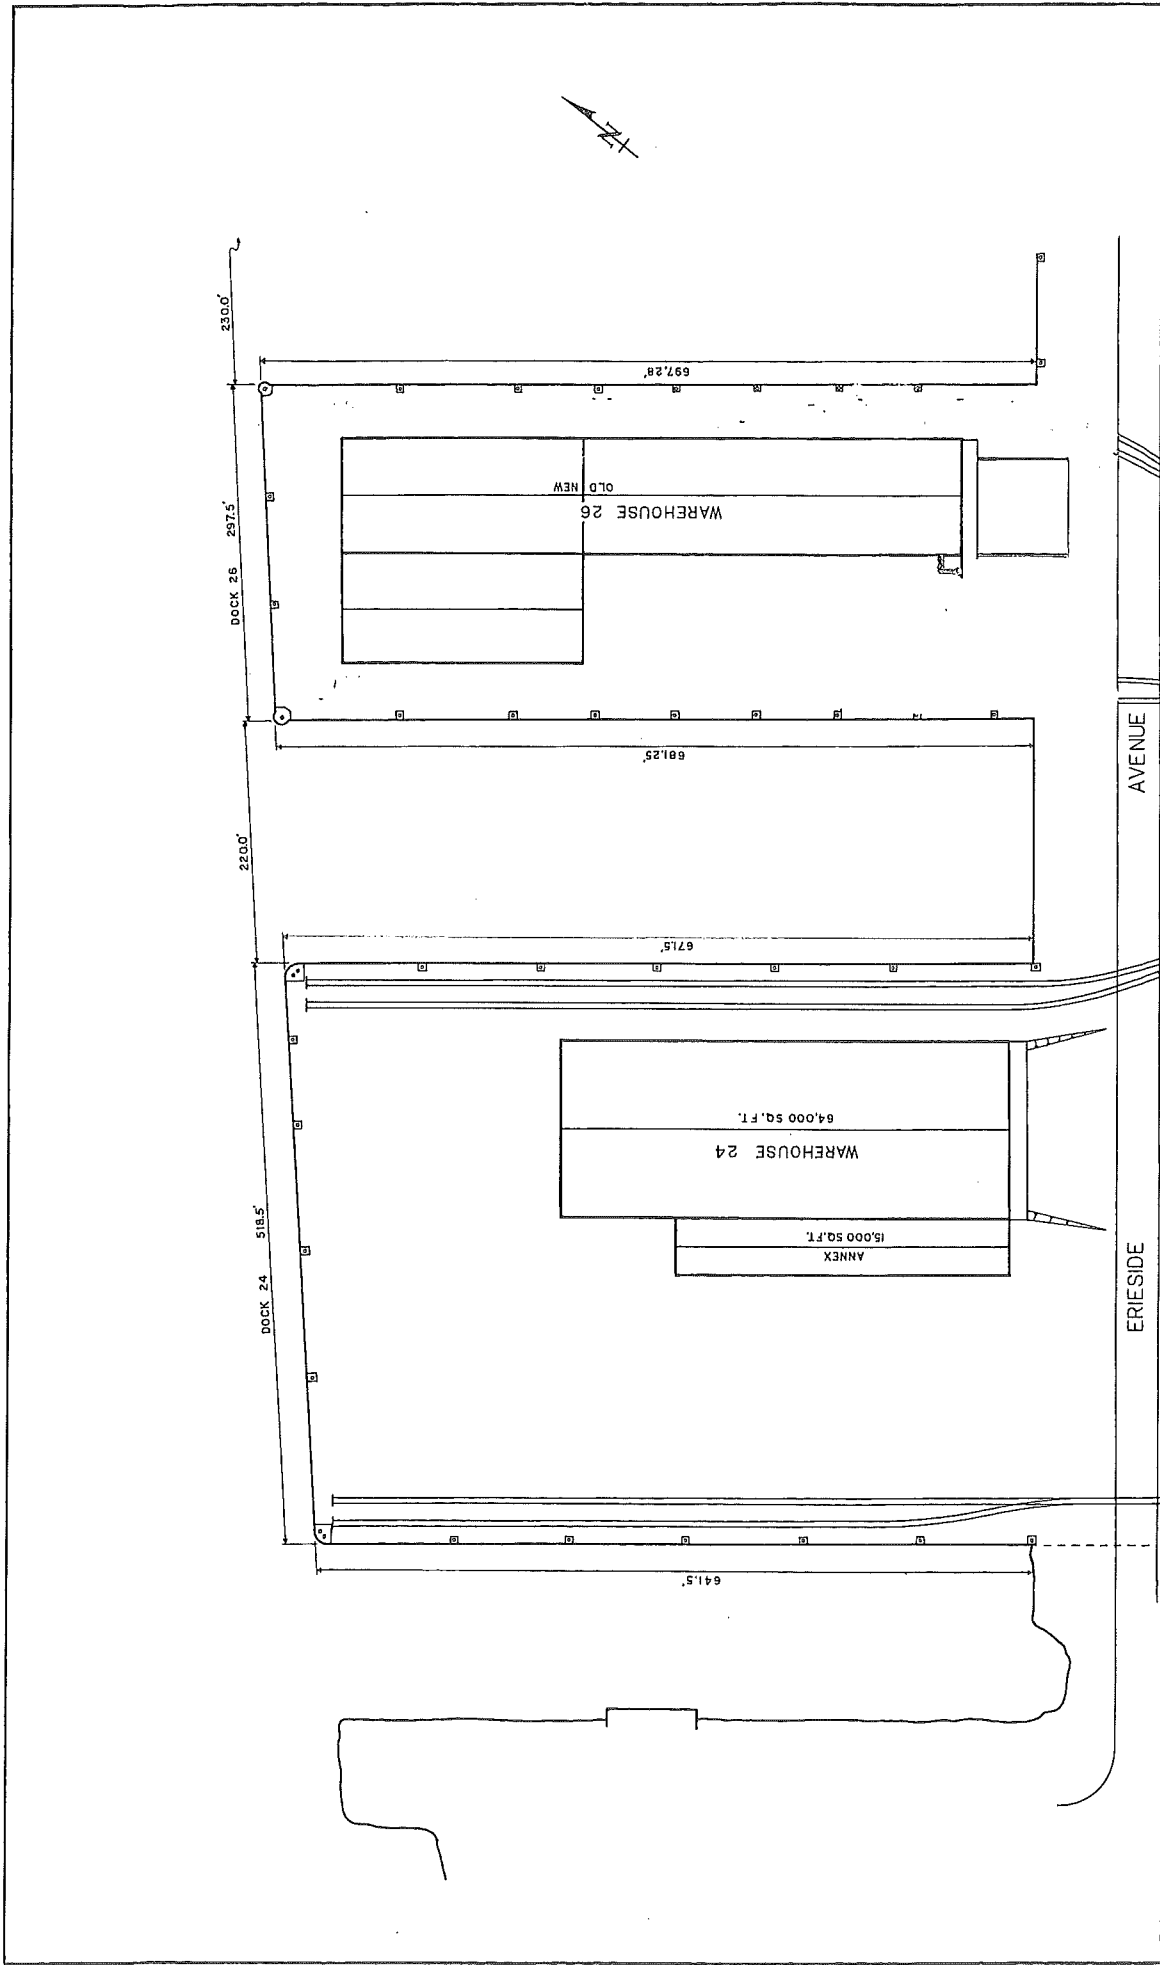 N
230.0'
697.28'
DOCK 26 297.5'
OLD NEW
WAREHOUSE 26
681.25'
220.0'
671.5'
DOCK 24 518.5'
64,000 SQ. FT.
WAREHOUSE 24
15,000 SQ. FT.
ANNEX
641.5'
ERIESIDE AVENUE